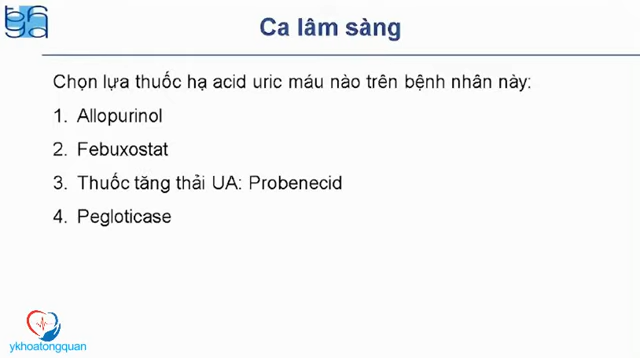 Ca lâm sàng
Chọn lựa thuốc hạ acid uric máu nào trên bệnh nhân này:
1. Allopurinol
2. Febuxostat
3. Thuốc tăng thải UA: Probenecid
4. Pegloticase
ykhoatongquan